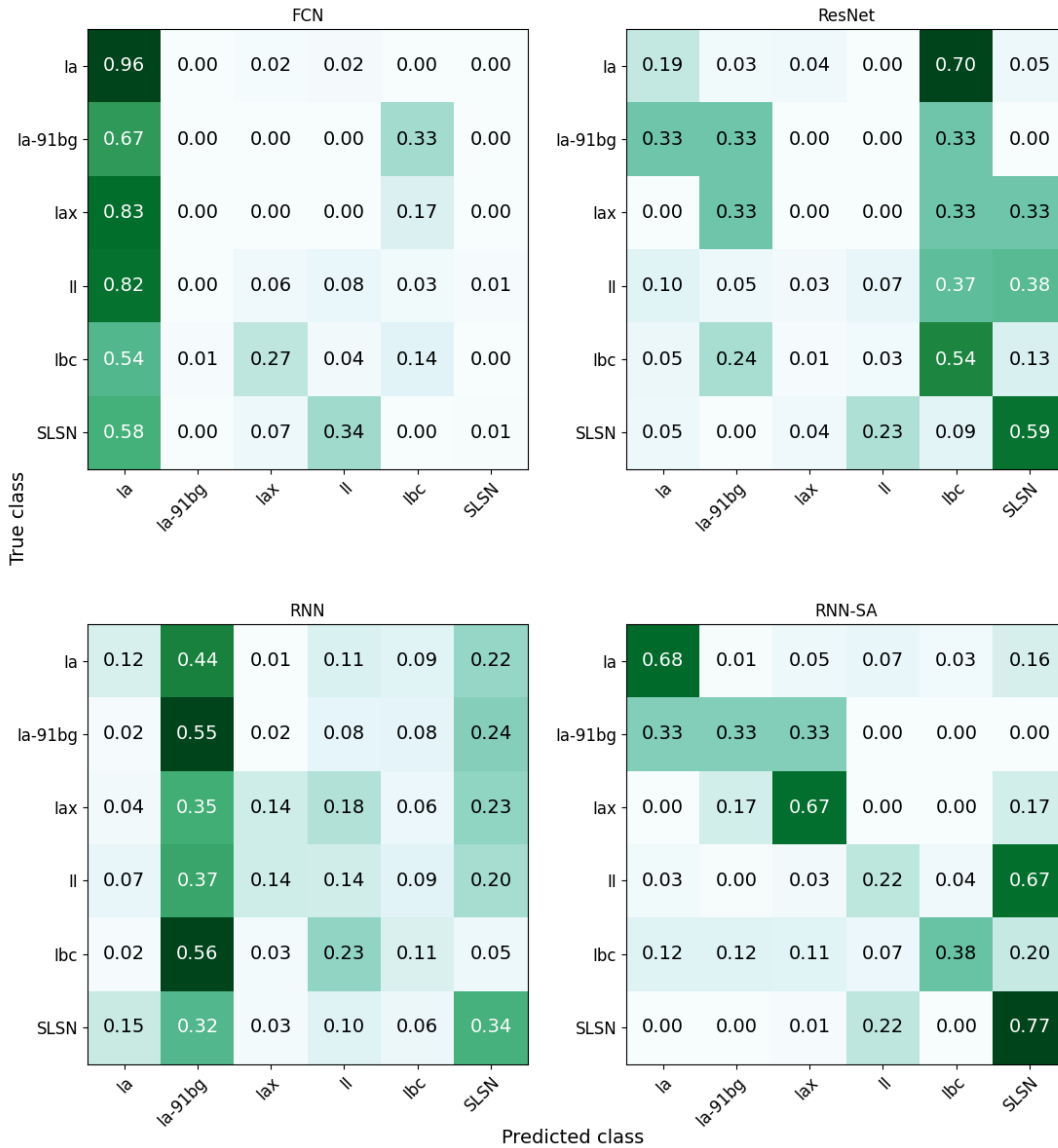 FCN
Ia 0.96 0.00 0.02 0.02 0.00 0.00
Ia-91bg 0.67 0.00 0.00 0.00 0.33 0.00
Iax 0.83 0.00 0.00 0.00 0.17 0.00
II 0.82 0.00 0.06 0.08 0.03 0.01
Ibc 0.54 0.01 0.27 0.04 0.14 0.00
SLSN 0.58 0.00 0.07 0.34 0.00 0.01
Ia Ia-91bg Iax II Ibc SLSN
ResNet
Ia 0.19 0.03 0.04 0.00 0.70 0.05
Ia-91bg 0.33 0.33 0.00 0.00 0.33 0.00
Iax 0.00 0.33 0.00 0.00 0.33 0.33
II 0.10 0.05 0.03 0.07 0.37 0.38
Ibc 0.05 0.24 0.01 0.03 0.54 0.13
SLSN 0.05 0.00 0.04 0.23 0.09 0.59
Ia Ia-91bg Iax II Ibc SLSN
True class
RNN
Ia 0.12 0.44 0.01 0.11 0.09 0.22
Ia-91bg 0.02 0.55 0.02 0.08 0.08 0.24
Iax 0.04 0.35 0.14 0.18 0.06 0.23
II 0.07 0.37 0.14 0.14 0.09 0.20
Ibc 0.02 0.56 0.03 0.23 0.11 0.05
SLSN 0.15 0.32 0.03 0.10 0.06 0.34
Ia Ia-91bg Iax II Ibc SLSN
RNN-SA
Ia 0.68 0.01 0.05 0.07 0.03 0.16
Ia-91bg 0.33 0.33 0.33 0.00 0.00 0.00
Iax 0.00 0.17 0.67 0.00 0.00 0.17
II 0.03 0.00 0.03 0.22 0.04 0.67
Ibc 0.12 0.12 0.11 0.07 0.38 0.20
SLSN 0.00 0.00 0.01 0.22 0.00 0.77
Ia Ia-91bg Iax II Ibc SLSN
Predicted class